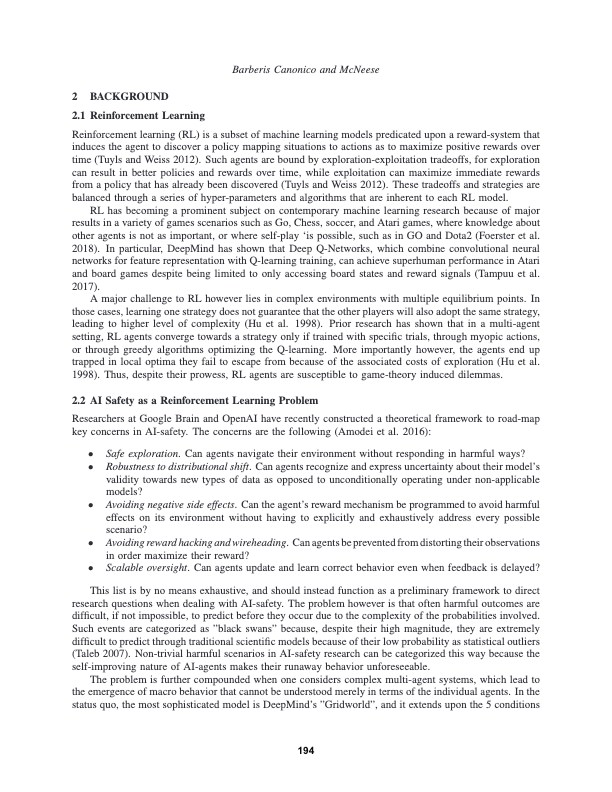 Barberis Canonico and McNeese
2 BACKGROUND
2.1 Reinforcement Learning
Reinforcement learning (RL) is a subset of machine learning models predicated upon a reward-system that
induces the agent to discover a policy mapping situations to actions as to maximize positive rewards over
time (Tuyls and Weiss 2012). Such agents are bound by exploration-exploitation tradeoffs, for exploration
can result in better policies and rewards over time, while exploitation can maximize immediate rewards
from a policy that has already been discovered (Tuyls and Weiss 2012). These tradeoffs and strategies are
balanced through a series of hyper-parameters and algorithms that are inherent to each RL model.
RL has becoming a prominent subject on contemporary machine learning research because of major
results in a variety of games scenarios such as Go, Chess, soccer, and Atari games, where knowledge about
other agents is not as important, or where self-play ‘is possible, such as in GO and Dota2 (Foerster et al.
2018). In particular, DeepMind has shown that Deep Q-Networks, which combine convolutional neural
networks for feature representation with Q-learning training, can achieve superhuman performance in Atari
and board games despite being limited to only accessing board states and reward signals (Tampuu et al.
2017).
A major challenge to RL however lies in complex environments with multiple equilibrium points. In
those cases, learning one strategy does not guarantee that the other players will also adopt the same strategy,
leading to higher level of complexity (Hu et al. 1998). Prior research has shown that in a multi-agent
setting, RL agents converge towards a strategy only if trained with specific trials, through myopic actions,
or through greedy algorithms optimizing the Q-learning. More importantly however, the agents end up
trapped in local optima they fail to escape from because of the associated costs of exploration (Hu et al.
1998). Thus, despite their prowess, RL agents are susceptible to game-theory induced dilemmas.
2.2 AI Safety as a Reinforcement Learning Problem
Researchers at Google Brain and OpenAI have recently constructed a theoretical framework to road-map
key concerns in AI-safety. The concerns are the following (Amodei et al. 2016):
• Safe exploration. Can agents navigate their environment without responding in harmful ways?
• Robustness to distributional shift. Can agents recognize and express uncertainty about their model’s
validity towards new types of data as opposed to unconditionally operating under non-applicable
models?
• Avoiding negative side effects. Can the agent’s reward mechanism be programmed to avoid harmful
effects on its environment without having to explicitly and exhaustively address every possible
scenario?
• Avoiding reward hacking and wireheading. Can agents be prevented from distorting their observations
in order maximize their reward?
• Scalable oversight. Can agents update and learn correct behavior even when feedback is delayed?
This list is by no means exhaustive, and should instead function as a preliminary framework to direct
research questions when dealing with AI-safety. The problem however is that often harmful outcomes are
difficult, if not impossible, to predict before they occur due to the complexity of the probabilities involved.
Such events are categorized as ”black swans” because, despite their high magnitude, they are extremely
difficult to predict through traditional scientific models because of their low probability as statistical outliers
(Taleb 2007). Non-trivial harmful scenarios in AI-safety research can be categorized this way because the
self-improving nature of AI-agents makes their runaway behavior unforeseeable.
The problem is further compounded when one considers complex multi-agent systems, which lead to
the emergence of macro behavior that cannot be understood merely in terms of the individual agents. In the
status quo, the most sophisticated model is DeepMind’s ”Gridworld”, and it extends upon the 5 conditions
194